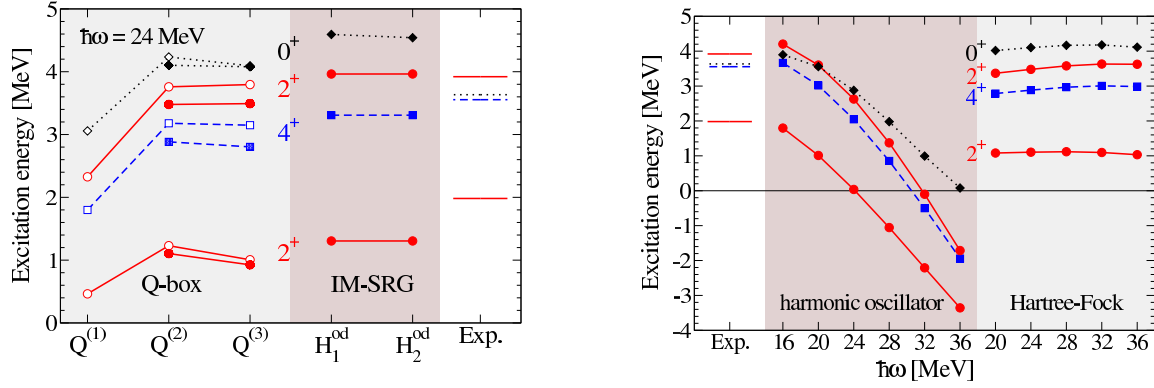 5
4
3
2
1
0
Excitation energy [MeV]
ħω = 24 MeV
0⁺
2⁺
4⁺
2⁺
Q-box
IM-SRG
Q⁽¹⁾
Q⁽²⁾
Q⁽³⁾
H₁ᵒᵈ
H₂ᵒᵈ
Exp.
5
4
3
2
1
0
-1
-2
-3
-4
Excitation energy [MeV]
0⁺
2⁺
4⁺
2⁺
harmonic oscillator
Hartree-Fock
Exp. 16 20 24 28 32 36 20 24 28 32 36
ħω [MeV]